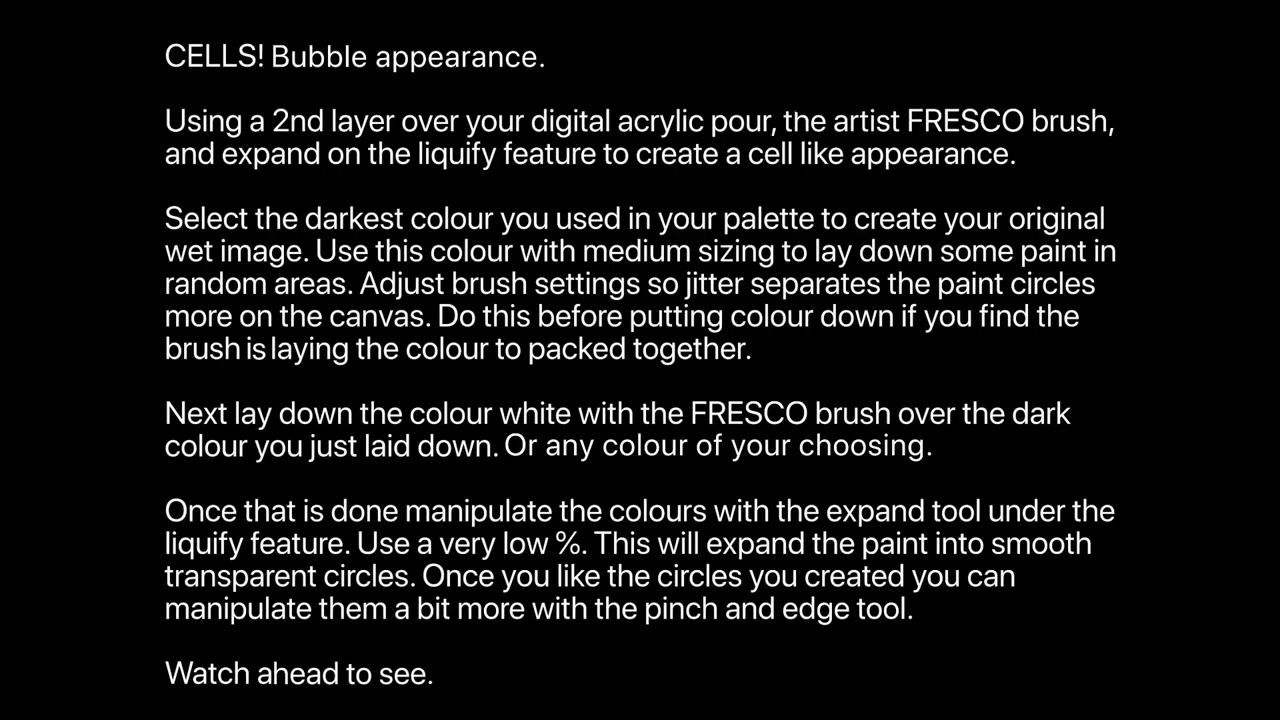 CELLS! Bubble appearance.
Using a 2nd layer over your digital acrylic pour, the artist FRESCO brush,
and expand on the liquify feature to create a cell like appearance.
Select the darkest colour you used in your palette to create your original
wet image. Use this colour with medium sizing to lay down some paint in
random areas. Adjust brush settings so jitter separates the paint circles
more on the canvas. Do this before putting colour down if you find the
brush is laying the colour to packed together.
Next lay down the colour white with the FRESCO brush over the dark
colour you just laid down. Or any colour of your choosing.
Once that is done manipulate the colours with the expand tool under the
liquify feature. Use a very low %. This will expand the paint into smooth
transparent circles. Once you like the circles you created you can
manipulate them a bit more with the pinch and edge tool.
Watch ahead to see.